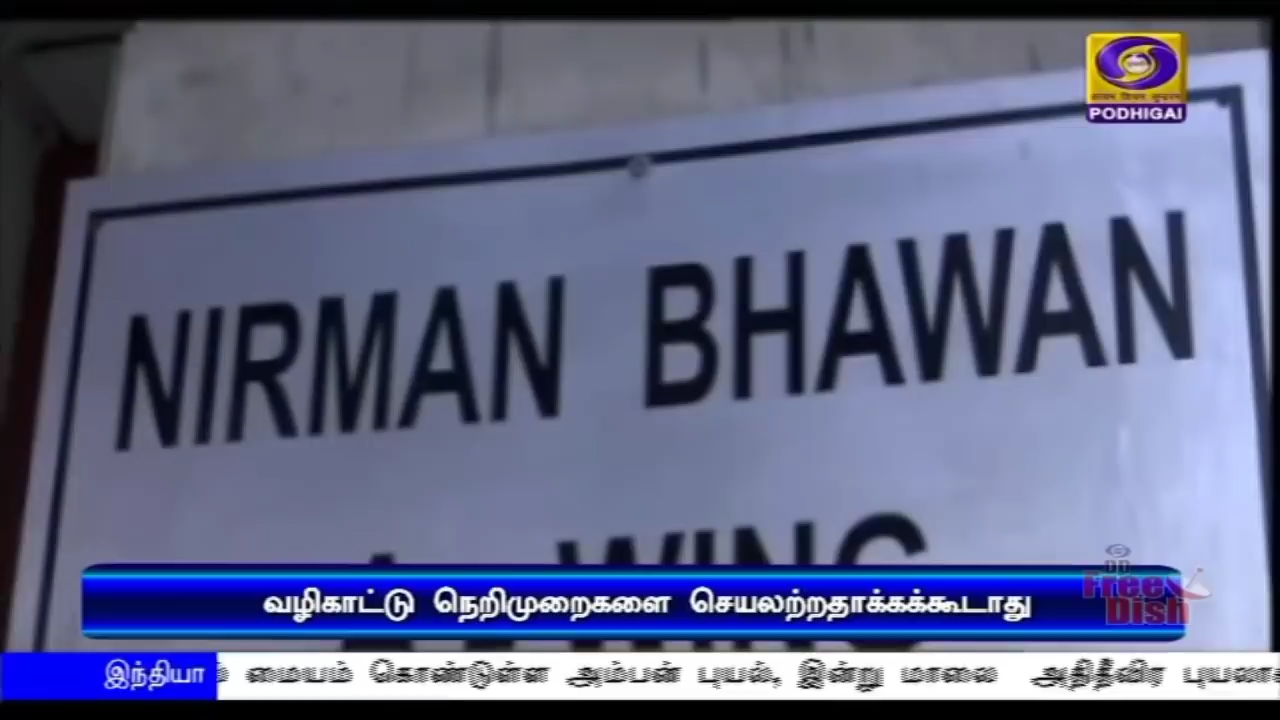 PODHIGAI
NIRMAN BHAWAN
WING
வழிகாட்டு நெறிமுறைகளை செயலற்றதாக்கக்கூடாது
DD
Free
Dish
இந்தியா
மையம் கொண்டுள்ள அம்பன் புயல், இன்று மாலை அதிதீவிர